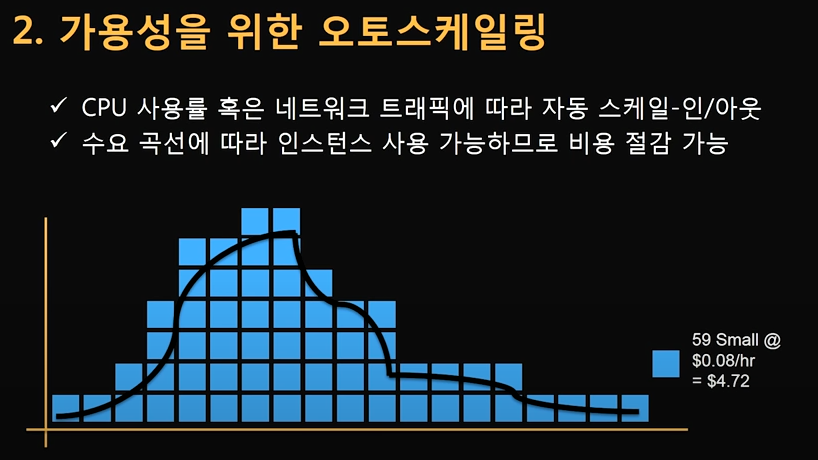 2. 가용성을 위한 오토스케일링
✓ CPU 사용률 혹은 네트워크 트래픽에 따라 자동 스케일-인/아웃
✓ 수요 곡선에 따라 인스턴스 사용 가능하므로 비용 절감 가능
59 Small @
$0.08/hr
= $4.72